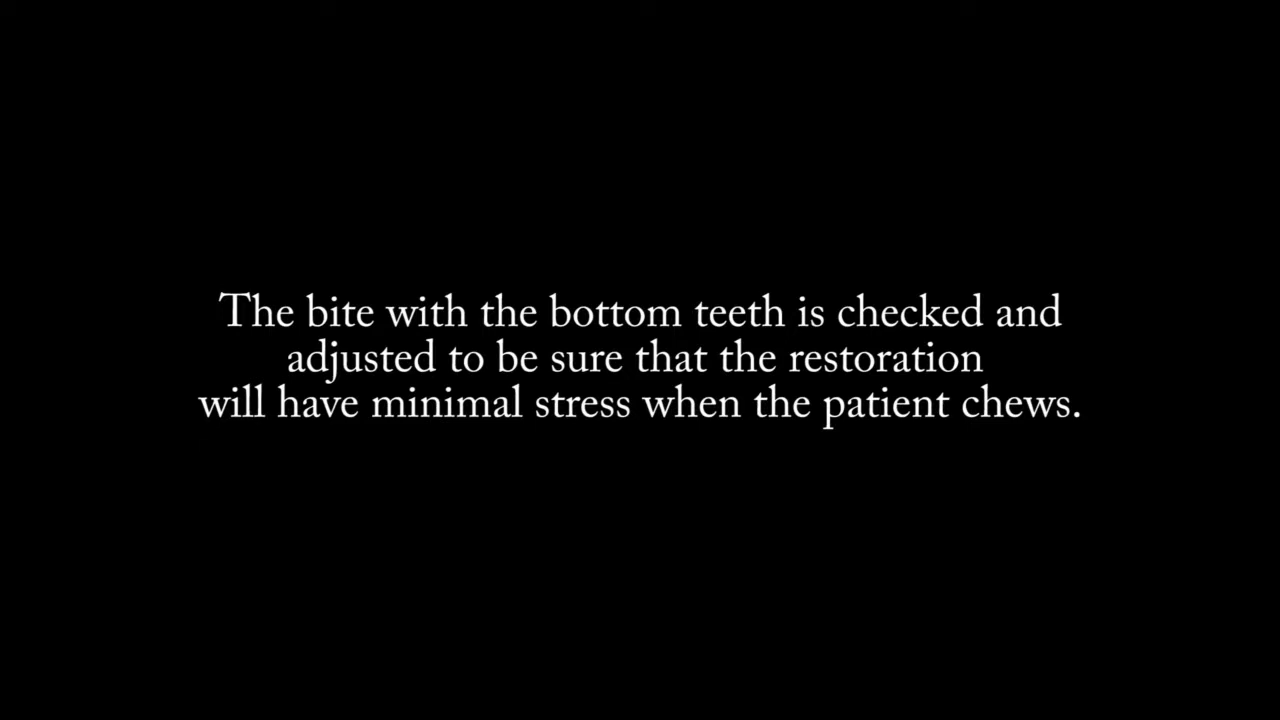 The bite with the bottom teeth is checked and
adjusted to be sure that the restoration
will have minimal stress when the patient chews.